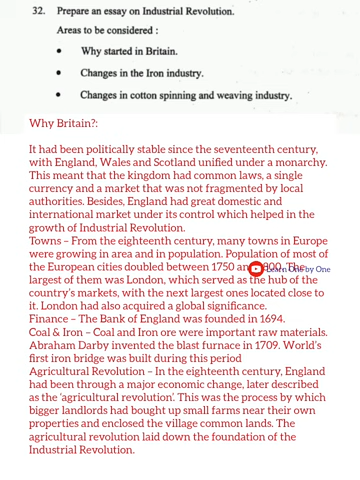 32. Prepare an essay on Industrial Revolution.
Areas to be considered :
• Why started in Britain.
• Changes in the Iron industry.
• Changes in cotton spinning and weaving industry.
Why Britain?:
It had been politically stable since the seventeenth century,
with England, Wales and Scotland unified under a monarchy.
This meant that the kingdom had common laws, a single
currency and a market that was not fragmented by local
authorities. Besides, England had great domestic and
international market under its control which helped in the
growth of Industrial Revolution.
Towns – From the eighteenth century, many towns in Europe
were growing in area and in population. Population of most of
the European cities doubled between 1750 and 1800. The
Learn One by One
largest of them was London, which served as the hub of the
country's markets, with the next largest ones located close to
it. London had also acquired a global significance.
Finance – The Bank of England was founded in 1694.
Coal & Iron – Coal and Iron ore were important raw materials.
Abraham Darby invented the blast furnace in 1709. World's
first iron bridge was built during this period
Agricultural Revolution – In the eighteenth century, England
had been through a major economic change, later described
as the 'agricultural revolution'. This was the process by which
bigger landlords had bought up small farms near their own
properties and enclosed the village common lands. The
agricultural revolution laid down the foundation of the
Industrial Revolution.